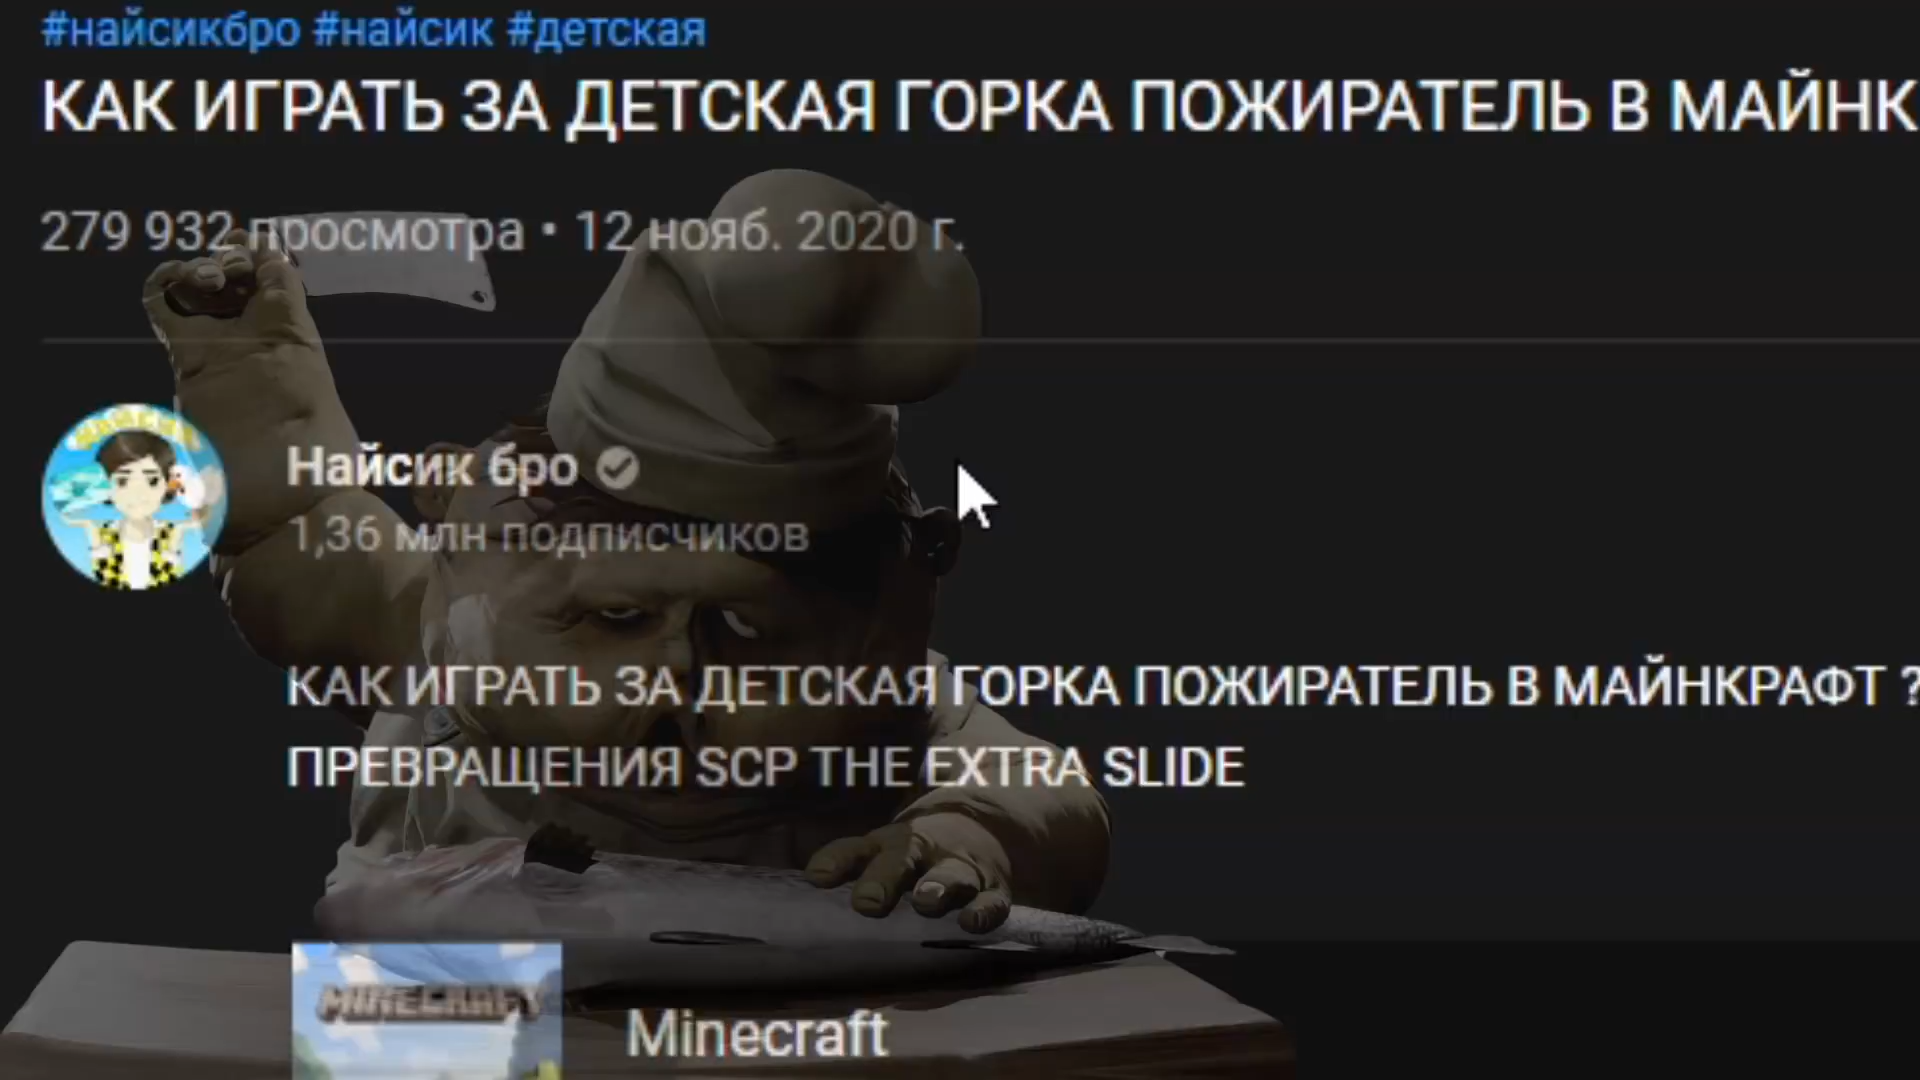 #найсикбро #найсик #детская
КАК ИГРАТЬ ЗА ДЕТСКАЯ ГОРКА ПОЖИРАТЕЛЬ В МАЙНК
279 932 просмотра • 12 нояб. 2020 г.
Найсик бро
1,36 млн подписчиков
КАК ИГРАТЬ ЗА ДЕТСКАЯ ГОРКА ПОЖИРАТЕЛЬ В МАЙНКРАФТ ?
ПРЕВРАЩЕНИЯ SCP THE EXTRA SLIDE
MINECRAFT
Minecraft